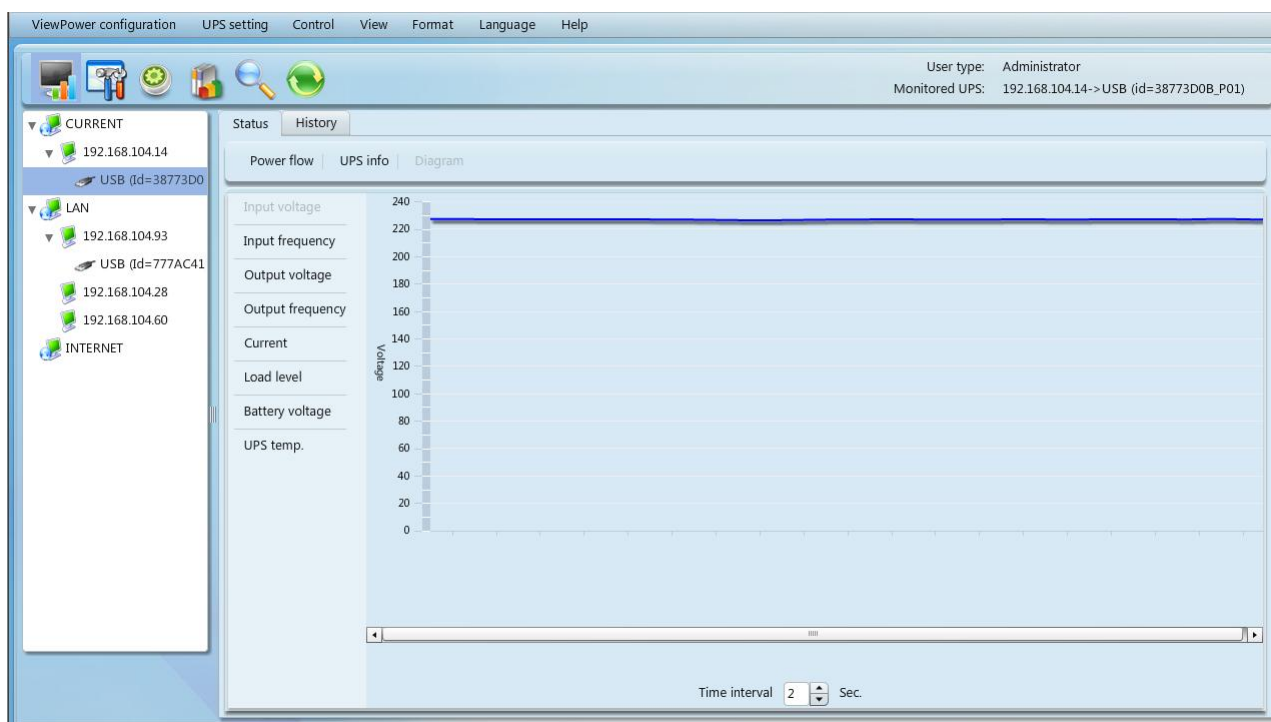 ViewPower configuration UPS setting Control View Format Language Help
User type: Administrator
Monitored UPS: 192.168.104.14->USB (id=38773D0B_P01)
CURRENT
192.168.104.14
USB (Id=38773D0
LAN
192.168.104.93
USB (Id=777AC41
192.168.104.28
192.168.104.60
INTERNET
Status History
Power flow UPS info Diagram
Input voltage
Input frequency
Output voltage
Output frequency
Current
Load level
Battery voltage
UPS temp.
Voltage
240
220
200
180
160
140
120
100
80
60
40
20
0
Time interval 2 Sec.